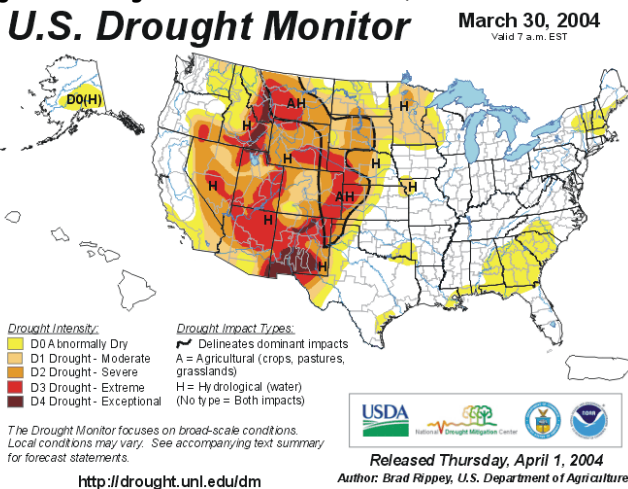 U.S. Drought Monitor
March 30, 2004
Valid 7 a.m. EST
D0(H)
AH
H
H
H
H
H
H
AH
H
H
Drought Intensity:
D0 Abnormally Dry
D1 Drought - Moderate
D2 Drought - Severe
D3 Drought - Extreme
D4 Drought - Exceptional
Drought Impact Types:
Delineates dominant impacts
A = Agricultural (crops, pastures,
grasslands)
H = Hydrological (water)
(No type = Both impacts)
The Drought Monitor focuses on broad-scale conditions.
Local conditions may vary. See accompanying text summary
for forecast statements.
http://drought.unl.edu/dm
USDA
National Drought Mitigation Center
NOAA
Released Thursday, April 1, 2004
Author: Brad Rippey, U.S. Department of Agriculture